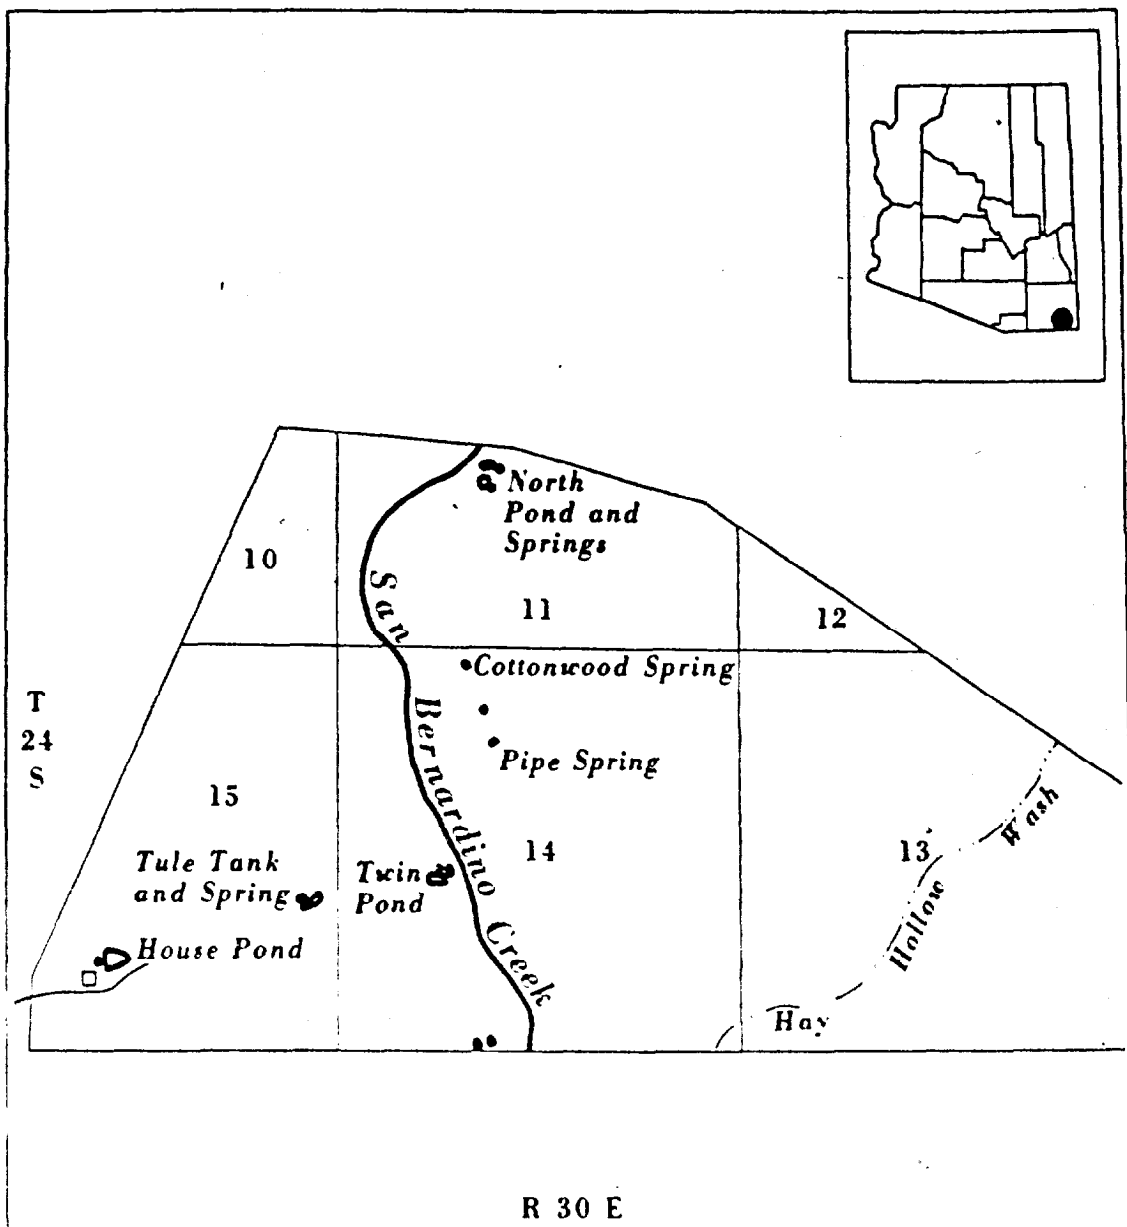 North
Pond and
Springs
10
11
12
San
Bernardino
Creek
Cottonwood Spring
T
24
S
Pipe Spring
15
14
13
Wash
Hollow
Hay
Tule Tank
and Spring
Twin
Pond
House Pond
R 30 E